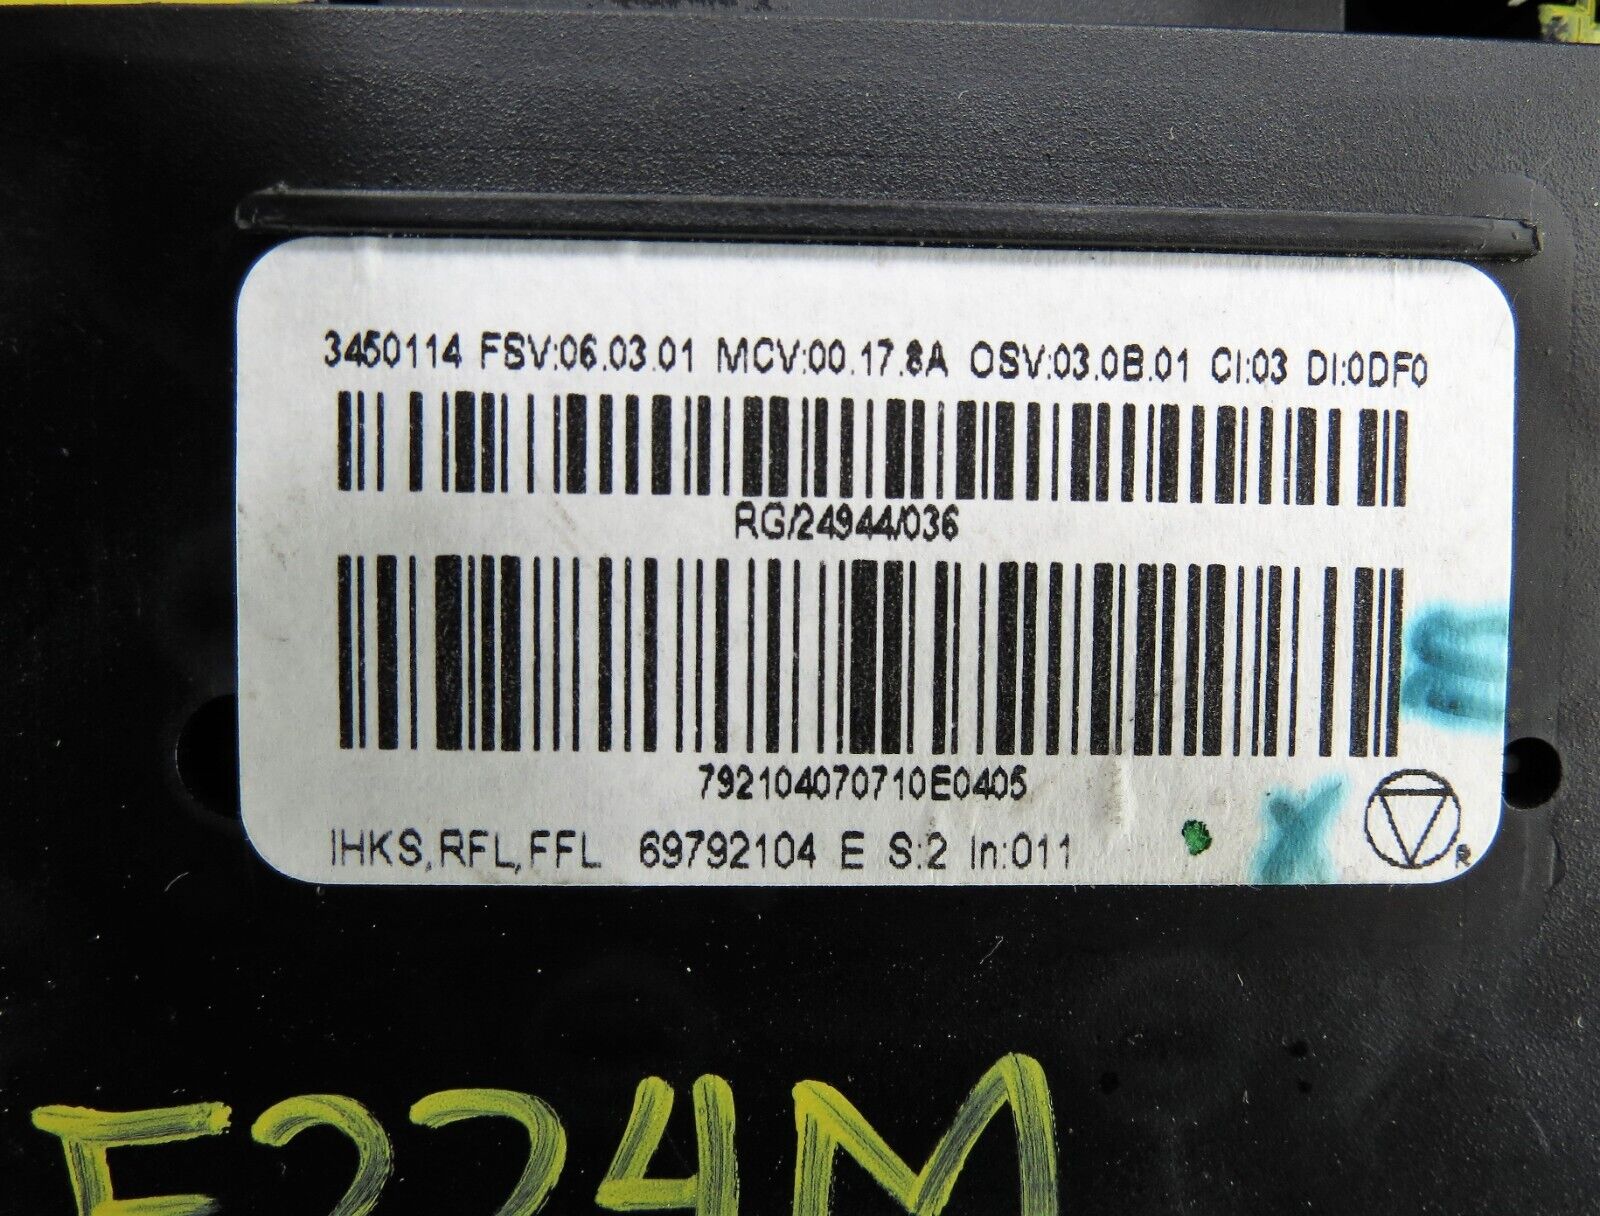 3450114 FSV:06.03.01 MCV:00.17.8A OSV:03.0B.01 CI:03 DI:0DF0
RG/24944/036
792104070710E0405
IHKS,RFL,FFL 69792104 E S:2 In:011
R
E224M